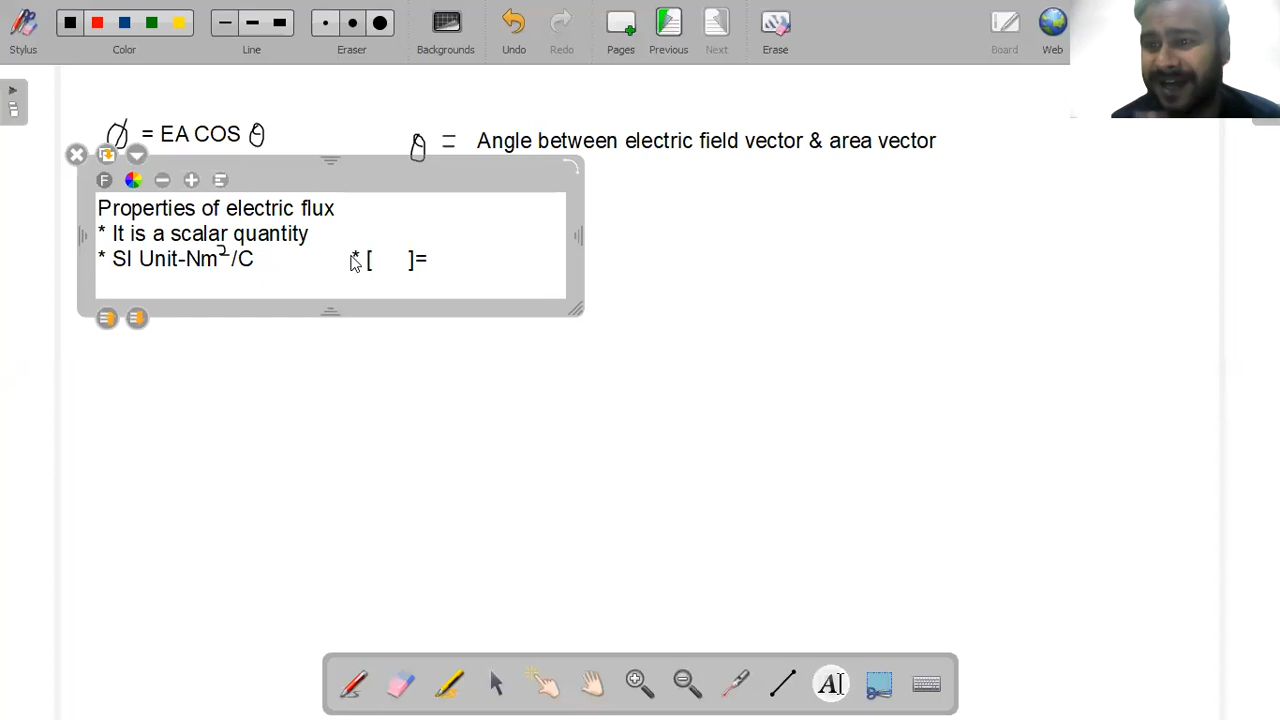 Stylus
Color
Line
Eraser
Backgrounds
Undo
Redo
Pages
Previous
Next
Erase
Board
Web
∅ = EA COS θ
θ = Angle between electric field vector & area vector
F
Properties of electric flux
* It is a scalar quantity
* SI Unit-Nm²/C * [ ]=
AI